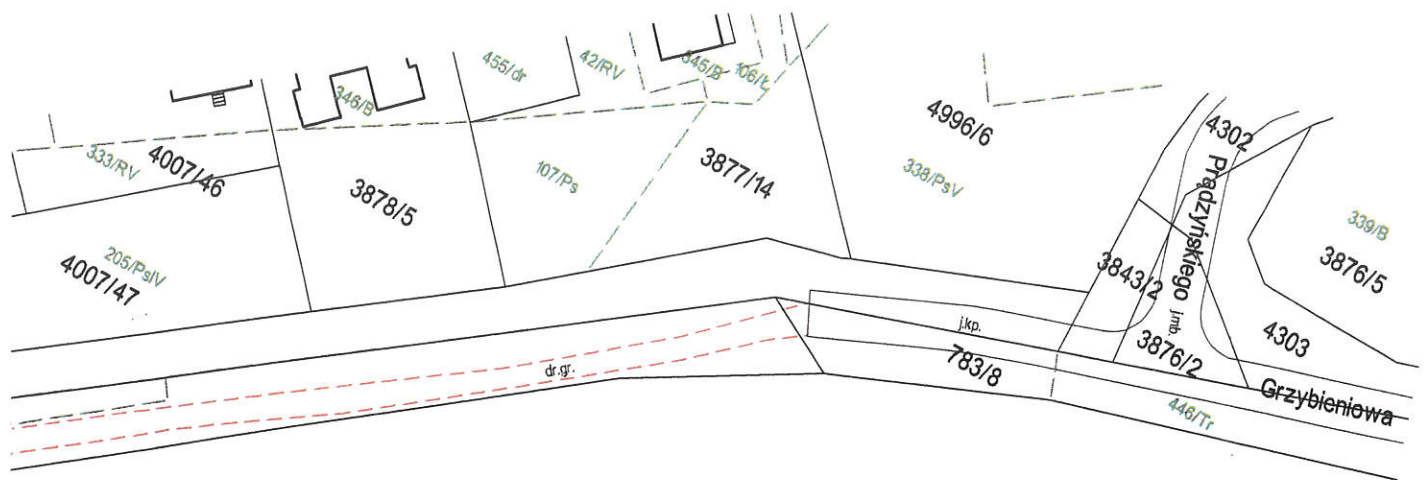 455/dr
42/RV
345/B
106/Ł
346/B
4996/6
4302
333/RV
4007/46
3878/5
107/Ps
3877/14
338/PsV
Prądzyńskiego
j.nb.
339/B
3876/5
205/PsIV
4007/47
3843/2
j.kp.
3876/2
4303
dr.gr.
783/8
Grzybieniowa
446/Tr